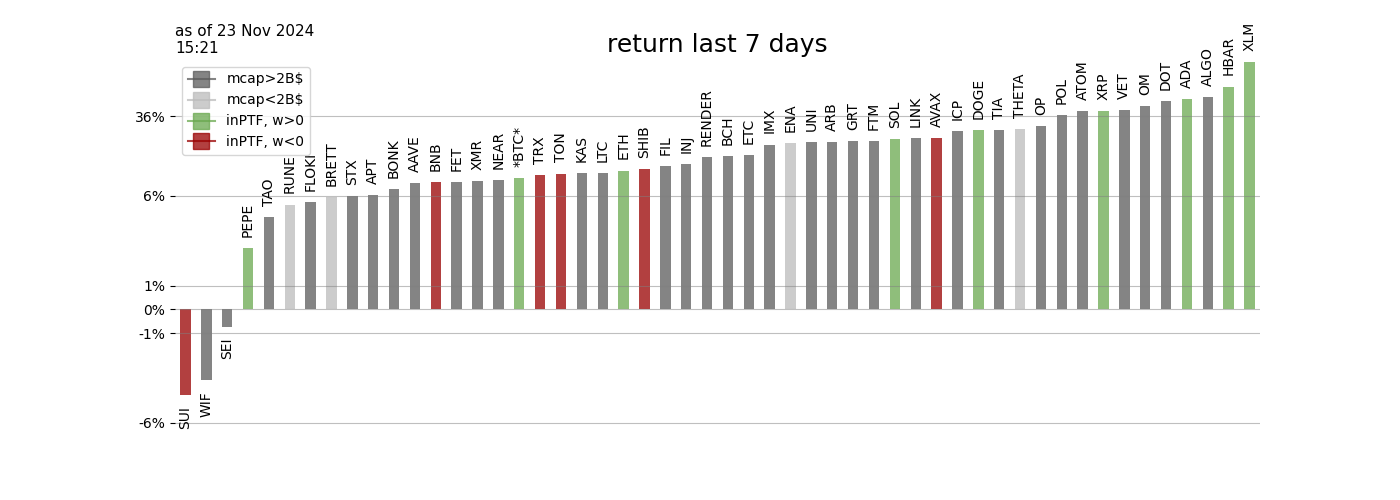 as of 23 Nov 2024
15:21
return last 7 days
mcap>2B$
mcap<2B$
inPTF, w>0
inPTF, w<0
36%
6%
1%
0%
-1%
-6%
SUI
WIF
SEI
PEPE
TAO
RUNE
FLOKI
BRETT
STX
APT
BONK
AAVE
BNB
FET
XMR
NEAR
*BTC*
TRX
TON
KAS
LTC
ETH
SHIB
FIL
INJ
RENDER
BCH
ETC
IMX
ENA
UNI
ARB
GRT
FTM
SOL
LINK
AVAX
ICP
DOGE
TIA
THETA
OP
POL
ATOM
XRP
VET
OM
DOT
ADA
ALGO
HBAR
XLM